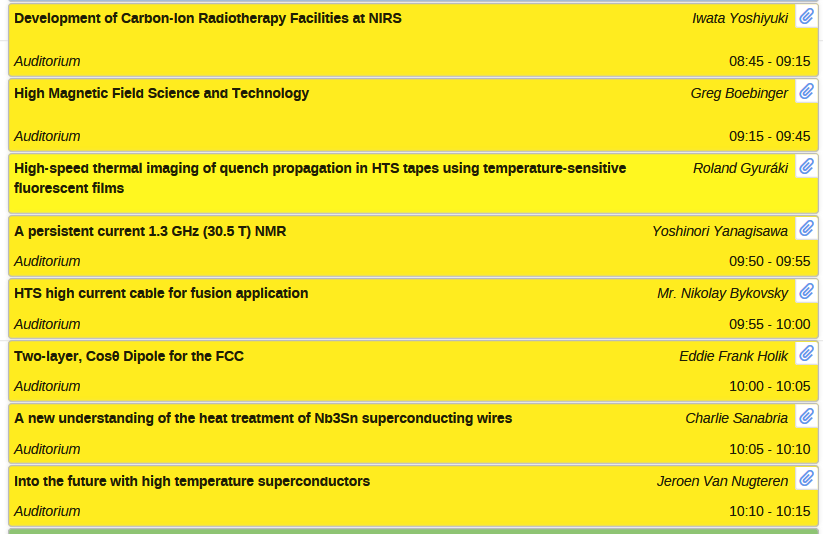 Development of Carbon-Ion Radiotherapy Facilities at NIRS Iwata Yoshiyuki
Auditorium 08:45 - 09:15
High Magnetic Field Science and Technology Greg Boebinger
Auditorium 09:15 - 09:45
High-speed thermal imaging of quench propagation in HTS tapes using temperature-sensitive Roland Gyuráki
fluorescent films
A persistent current 1.3 GHz (30.5 T) NMR Yoshinori Yanagisawa
Auditorium 09:50 - 09:55
HTS high current cable for fusion application Mr. Nikolay Bykovsky
Auditorium 09:55 - 10:00
Two-layer, Cosθ Dipole for the FCC Eddie Frank Holik
Auditorium 10:00 - 10:05
A new understanding of the heat treatment of Nb3Sn superconducting wires Charlie Sanabria
Auditorium 10:05 - 10:10
Into the future with high temperature superconductors Jeroen Van Nugteren
Auditorium 10:10 - 10:15